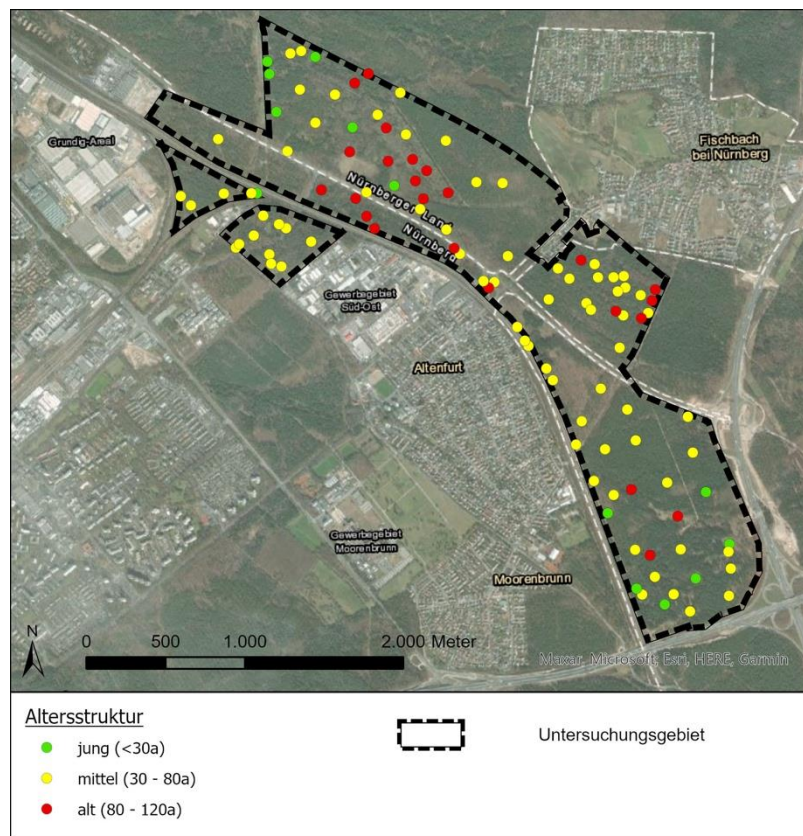 Grundig-Areal
Fischbach
bei Nürnberg
Nürnberger Land
Nürnberg
Gewerbegebiet
Süd-Ost
Altenfurt
Gewerbegebiet
Moorenbrunn
Moorenbrunn
N
0 500 1.000 2.000 Meter
Maxar, Microsoft, Esri, HERE, Garmin
Altersstruktur
jung (<30a)
mittel (30 - 80a)
alt (80 - 120a)
Untersuchungsgebiet